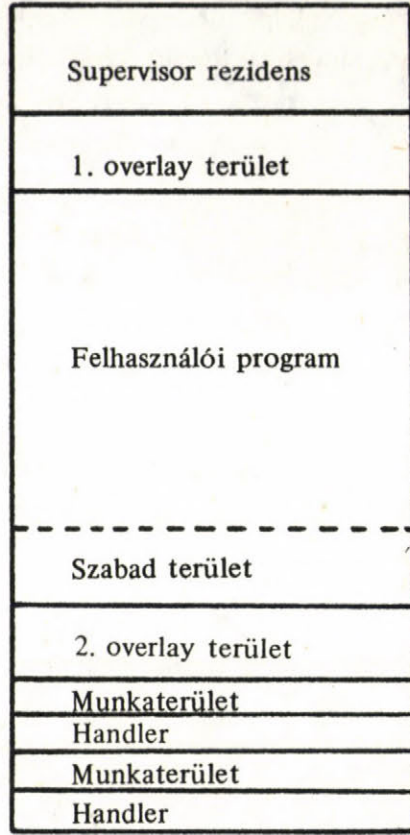 Supervisor rezidens
1. overlay terület
Felhasználói program
Szabad terület
2. overlay terület
Munkaterület
Handler
Munkaterület
Handler